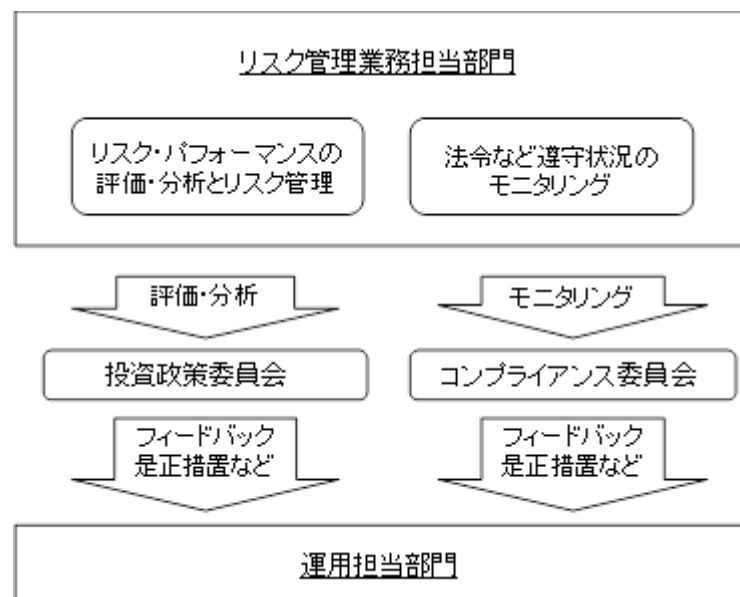 リスク管理業務担当部門
リスク・パフォーマンスの
評価・分析とリスク管理
法令など遵守状況の
モニタリング
評価・分析
モニタリング
投資政策委員会
コンプライアンス委員会
フィードバック
是正措置など
フィードバック
是正措置など
運用担当部門